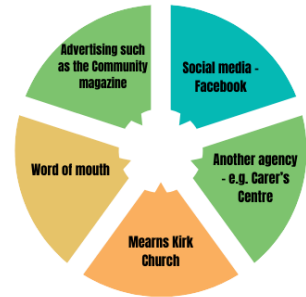 Advertising such
as the Community
magazine
Social media -
Facebook
Another agency
- e.g. Carer's
Centre
Mearns Kirk
Church
Word of mouth